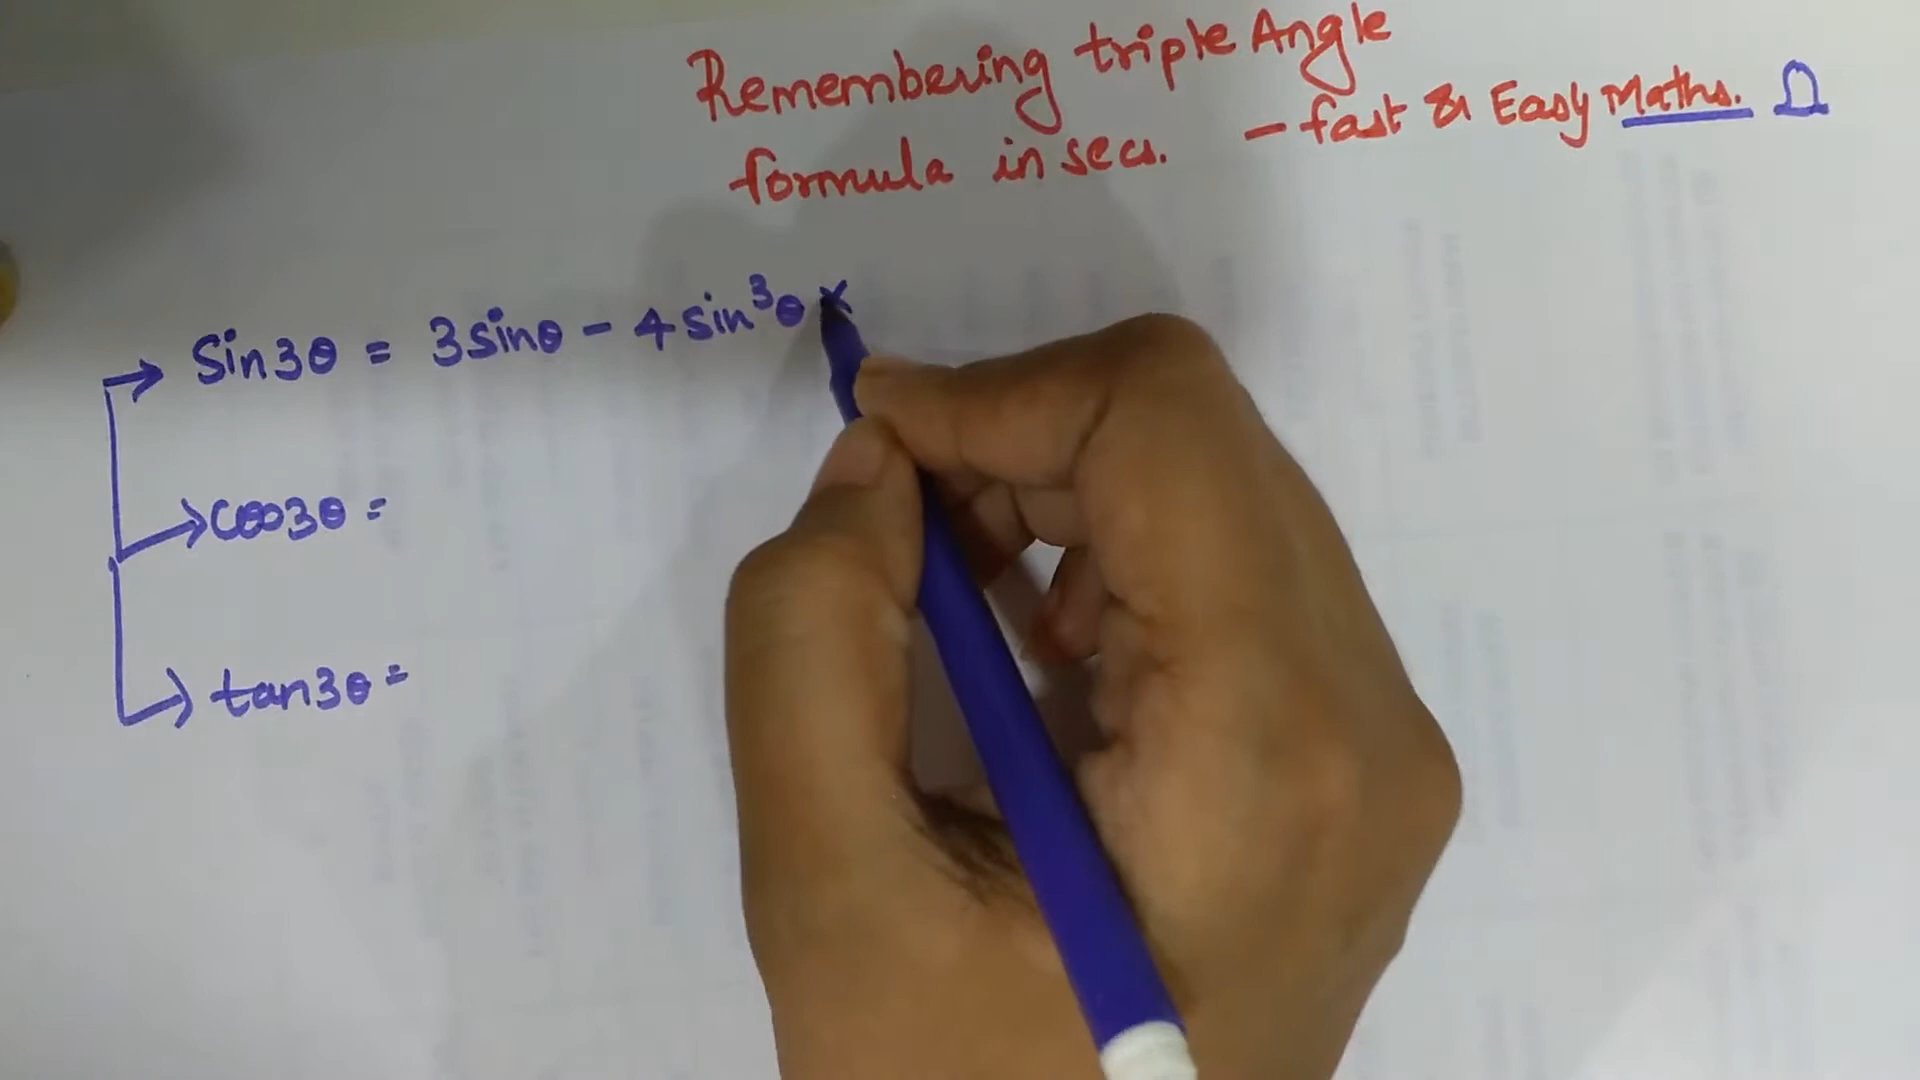 Remembering triple Angle
formula in secs. - fast & Easy Maths.
Sin3θ = 3sinθ - 4sin³θ ×
Cos3θ =
tan3θ =